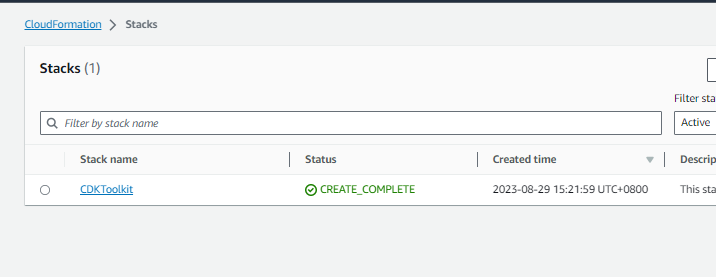 CloudFormation > Stacks
Stacks (1)
Filter sta
Filter by stack name
Active
Stack name Status Created time Descrip
CDKToolkit CREATE_COMPLETE 2023-08-29 15:21:59 UTC+0800 This sta